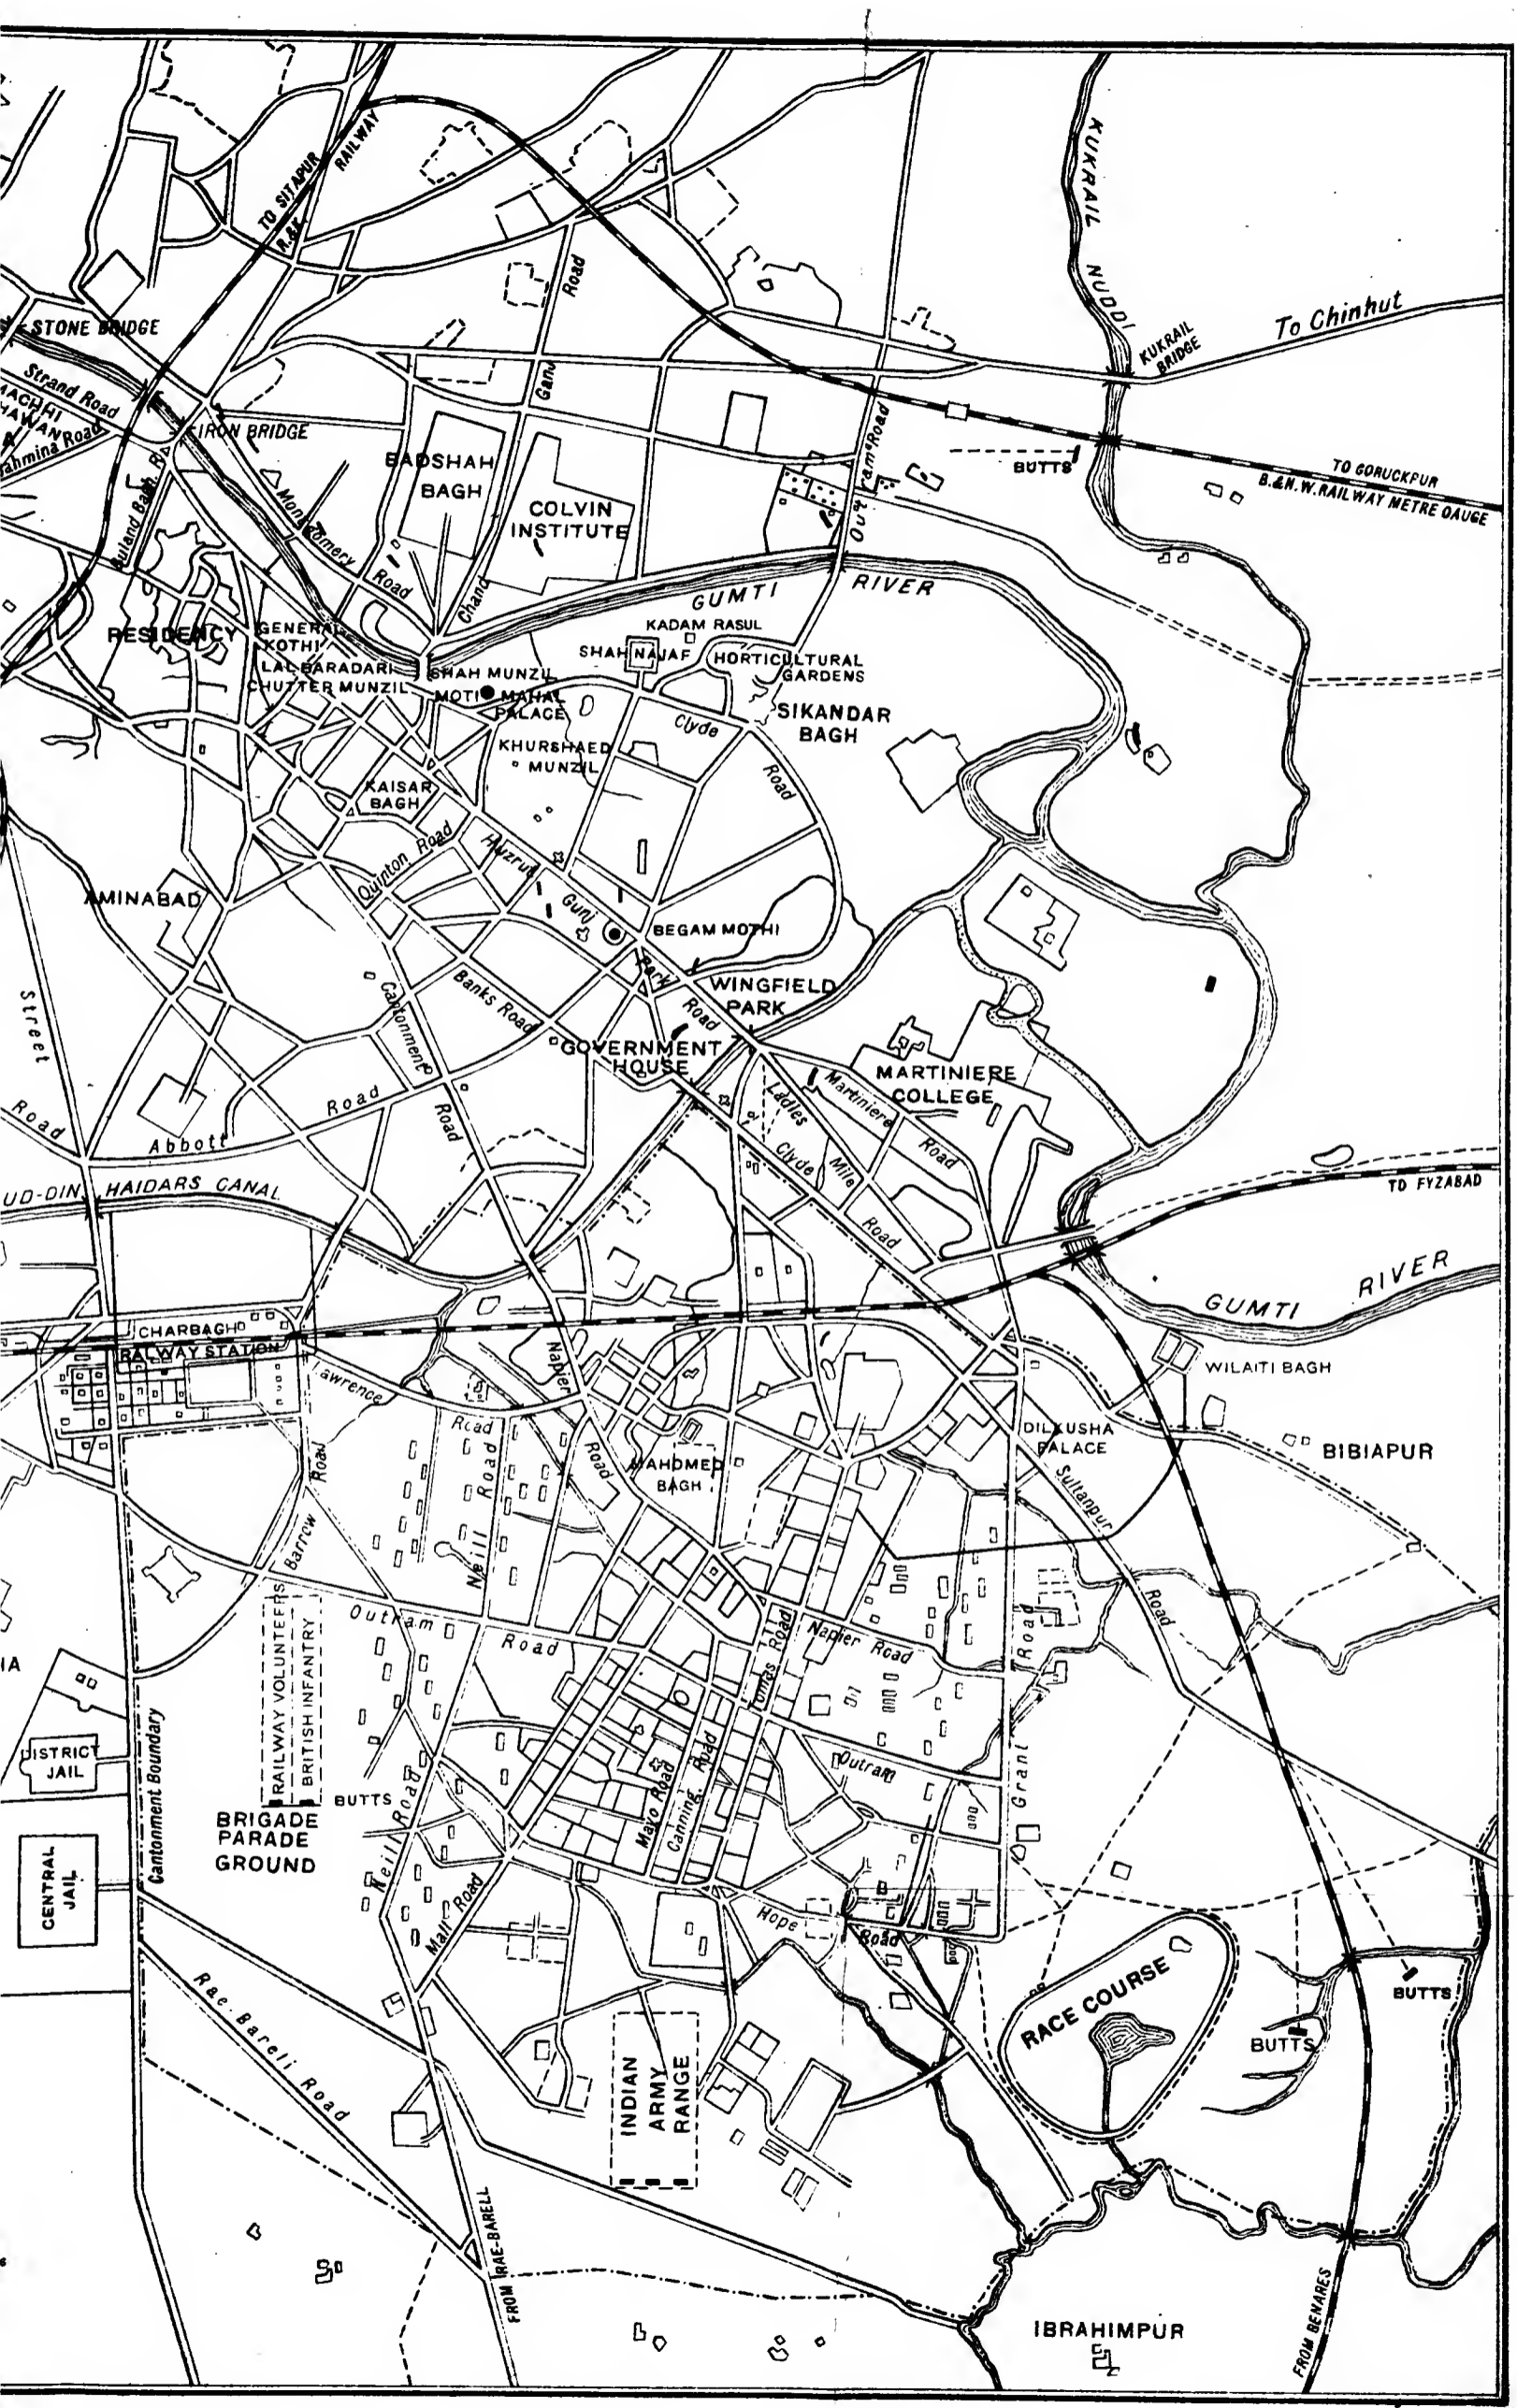 TO SITAPUR
R.&K.
RAILWAY
KUKRAIL
NUDDI
KUKRAIL
BRIDGE
To Chinhut
STONE BRIDGE
Strand Road
IRON BRIDGE
Road
Ganj
Chand
BADSHAH
BAGH
COLVIN
INSTITUTE
Montgomery
Road
Outram Road
BUTTS
TO GORUCKPUR
B.&N.W.RAILWAY METRE GAUGE
GUMTI
RIVER
RESIDENCY
GENERAL
KOTHI
LAL BARADARI
CHUTTER MUNZIL
SHAH MUNZIL
MOTI MAHAL
PALACE
KADAM RASUL
SHAH NAJAF
HORTICULTURAL
GARDENS
SIKANDAR
BAGH
Clyde
Road
KHURSHAED
MUNZIL
KAISAR
BAGH
Quinton Road
Huzrut
Gunj
AMINABAD
BEGAM MOTHI
Park
Road
WINGFIELD
PARK
Banks Road
Cantonment
Road
GOVERNMENT
HOUSE
MARTINIERE
COLLEGE
Martiniere
Road
Ladies
Mile
Clyde
Road
Street
Road
Abbott
Road
UD-DIN HAIDARS CANAL
TO FYZABAD
GUMTI
RIVER
CHARBAGH
RALWAY STATION
Lawrence
Road
Napier
Road
WILAITI BAGH
DILKUSHA
PALACE
BIBIAPUR
MAHOMED
BAGH
Sultanpur
Road
Barrow
Road
Neill
Road
Outram
Road
Napier Road
Grant
Road
RAILWAY VOLUNTEERS
BRITISH INFANTRY
DISTRICT
JAIL
Cantonment Boundary
BUTTS
BRIGADE
PARADE
GROUND
Neill Road
Mayo Road
Canning Road
Outram
CENTRAL
JAIL
Mall Road
Hope
Road
Rae-Bareli Road
RACE COURSE
BUTTS
BUTTS
INDIAN
ARMY
RANGE
FROM RAE-BARELL
IBRAHIMPUR
FROM BENARES